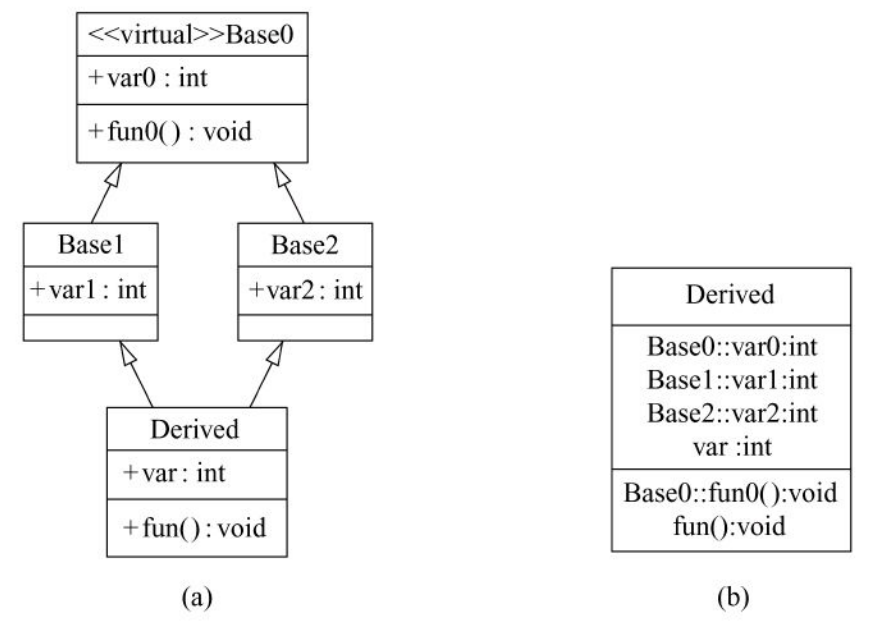 <<virtual>>Base0
+var0 : int
+fun0() : void
Base1
+var1 : int
Base2
+var2 : int
Derived
+var : int
+fun() : void
(a)
Derived
Base0::var0:int
Base1::var1:int
Base2::var2:int
var :int
Base0::fun0():void
fun():void
(b)